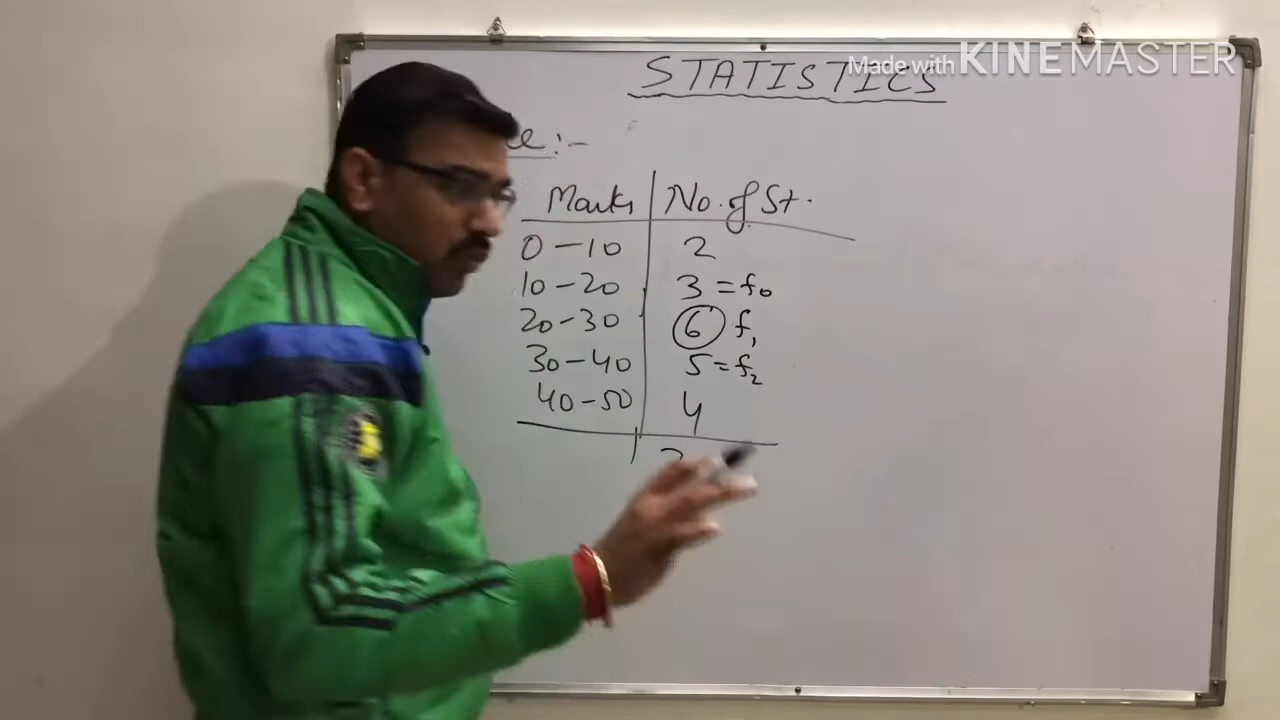 Made with KINEMASTER
STATISTICS
:-
Marks No. of St.
0-10 2
10-20 3 = f₀
20-30 6 f₁
30-40 5 = f₂
40-50 4